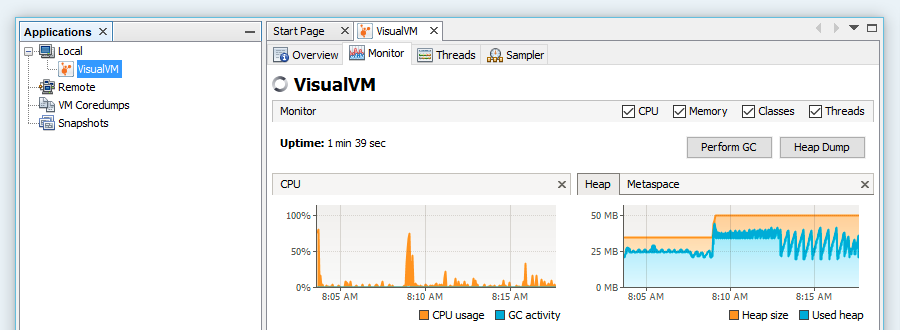 Applications
Local
VisualVM
Remote
VM Coredumps
Snapshots
Start Page VisualVM
Overview Monitor Threads Sampler
VisualVM
Monitor CPU Memory Classes Threads
Uptime: 1 min 39 sec Perform GC Heap Dump
CPU
100%
50%
0%
8:05 AM 8:10 AM 8:15 AM
CPU usage GC activity
Heap Metaspace
50 MB
25 MB
0 MB
8:05 AM 8:10 AM 8:15 AM
Heap size Used heap